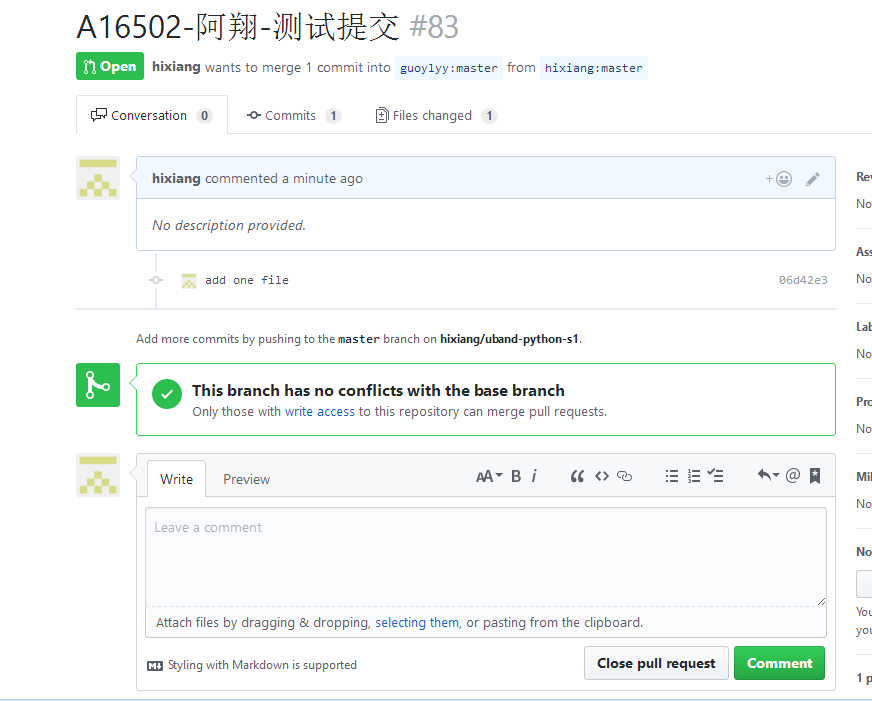 A16502-阿翔-测试提交 #83
Open hixiang wants to merge 1 commit into guoylyy:master from hixiang:master
Conversation 0 Commits 1 Files changed 1
hixiang commented a minute ago
No description provided.
add one file 06d42e3
Add more commits by pushing to the master branch on hixiang/uband-python-s1.
This branch has no conflicts with the base branch
Only those with write access to this repository can merge pull requests.
Write Preview AA B i
Leave a comment
Attach files by dragging & dropping, selecting them, or pasting from the clipboard.
Styling with Markdown is supported
Close pull request Comment
Rev
No
Ass
No
Lab
No
Pro
No
Mil
No
No
You
you
1 p